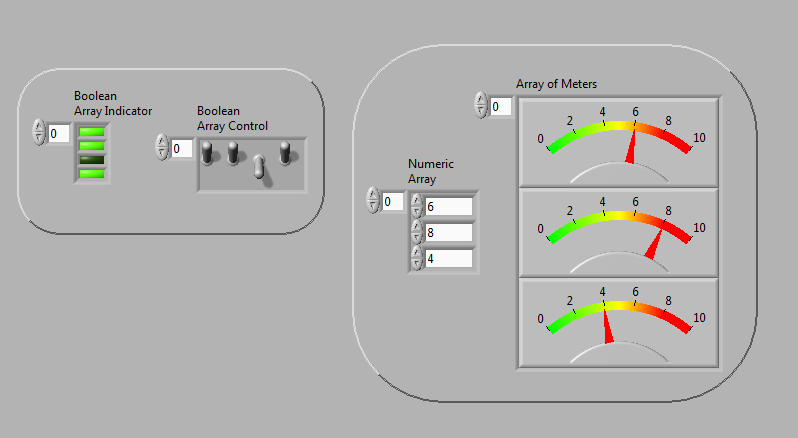 Boolean
Array Indicator
0
Boolean
Array Control
0
Numeric
Array
0
6
8
4
Array of Meters
0
0 2 4 6 8 10
0 2 4 6 8 10
0 2 4 6 8 10